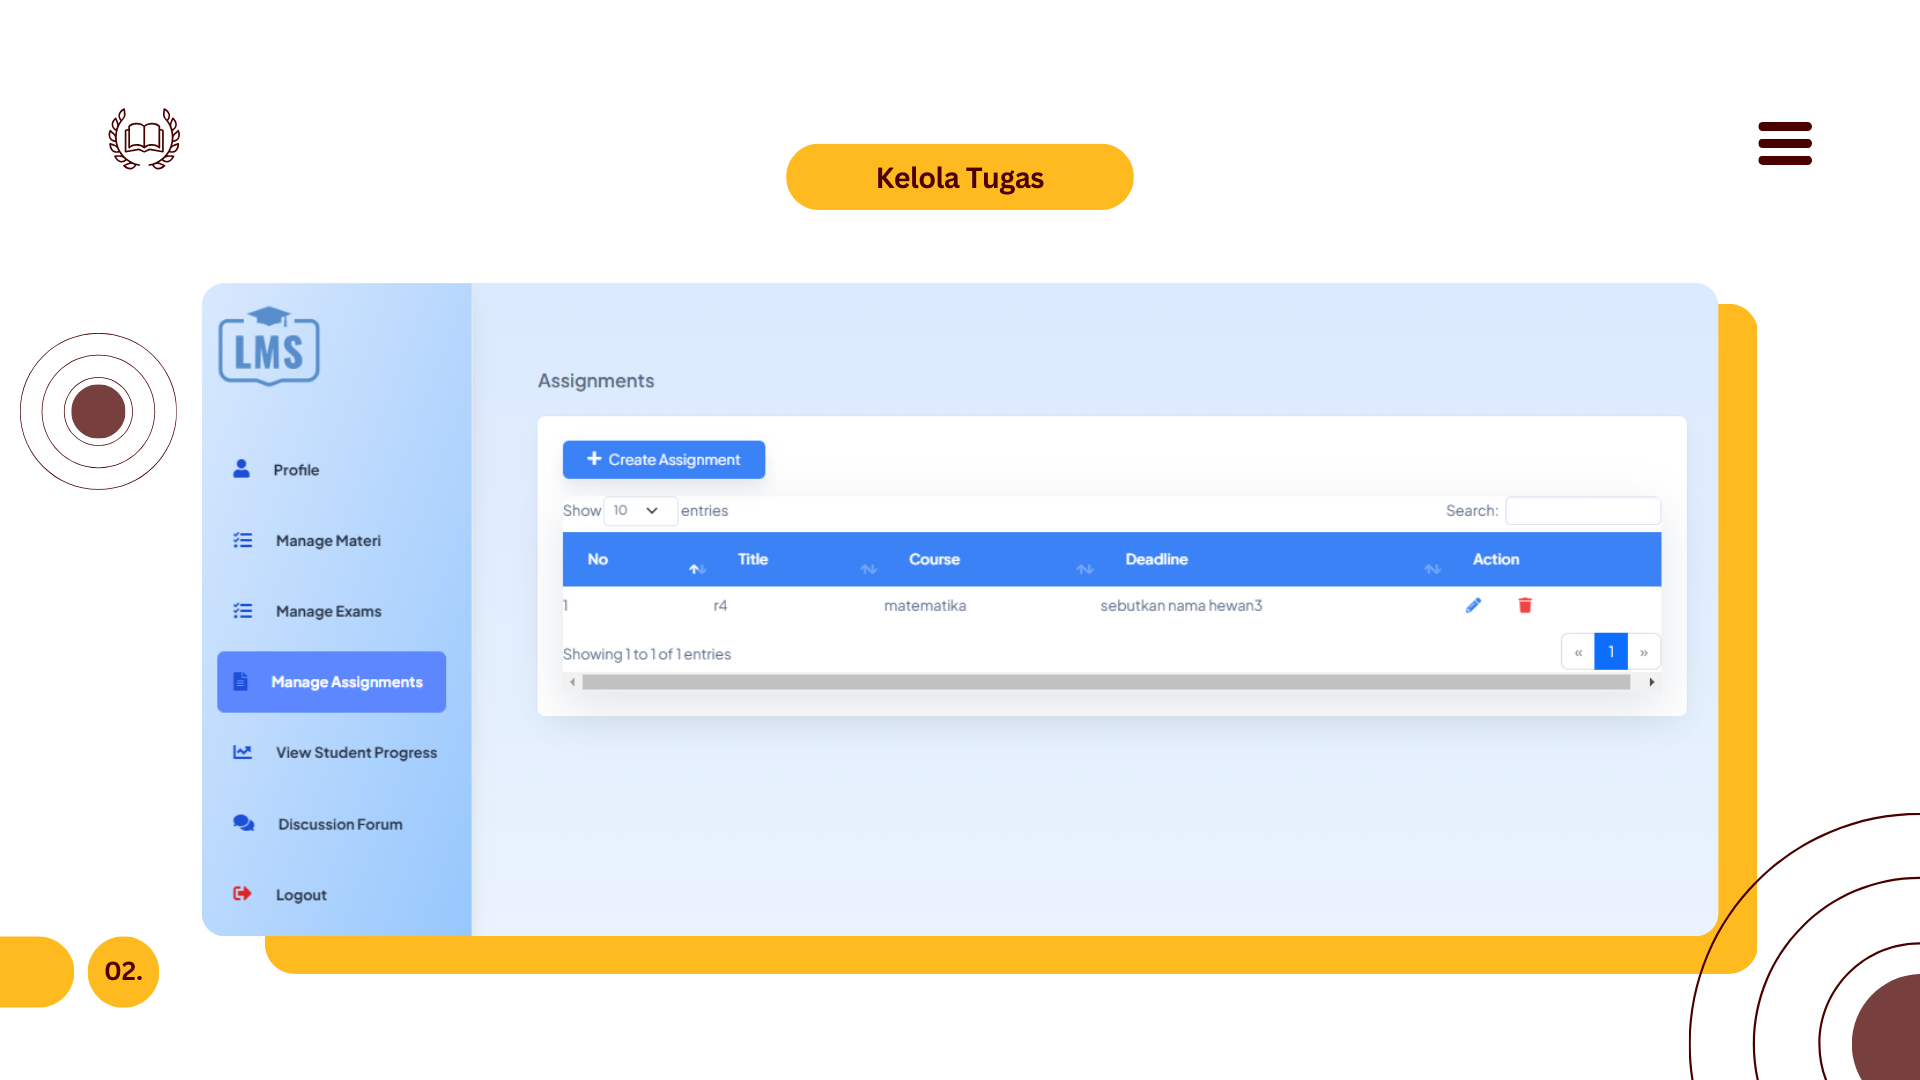 Kelola Tugas
LMS
Profile
Manage Materi
Manage Exams
Manage Assignments
View Student Progress
Discussion Forum
Logout
Assignments
+ Create Assignment
Show 10 entries
Search:
No Title Course Deadline Action
1 r4 matematika sebutkan nama hewan3
Showing 1 to 1 of 1 entries
« 1 »
02.